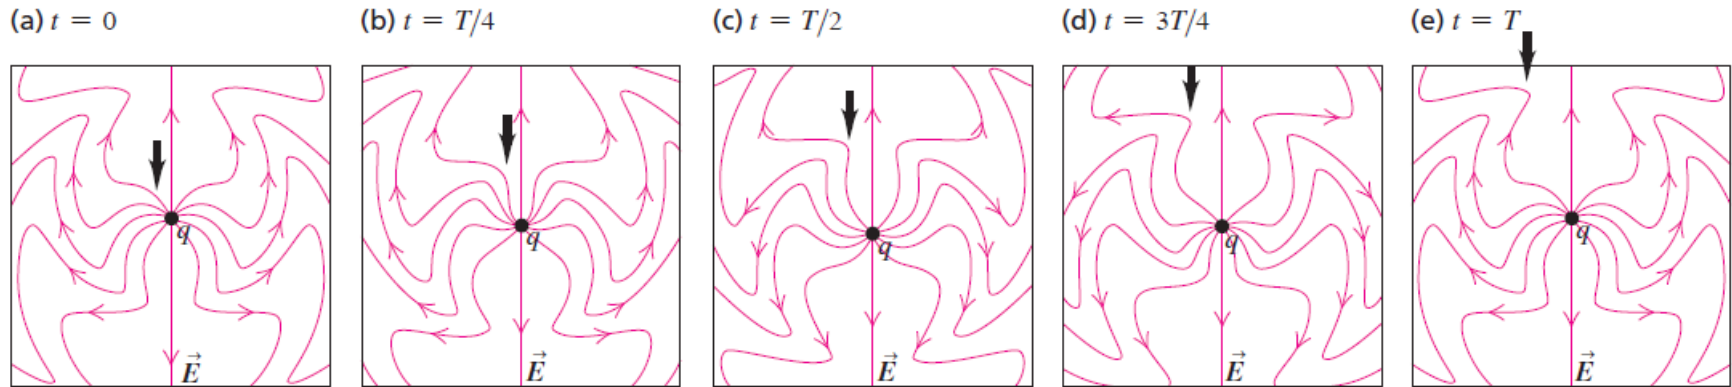 (a) t = 0
(b) t = T/4
(c) t = T/2
(d) t = 3T/4
(e) t = T
q
q
q
q
q
E⃗
E⃗
E⃗
E⃗
E⃗